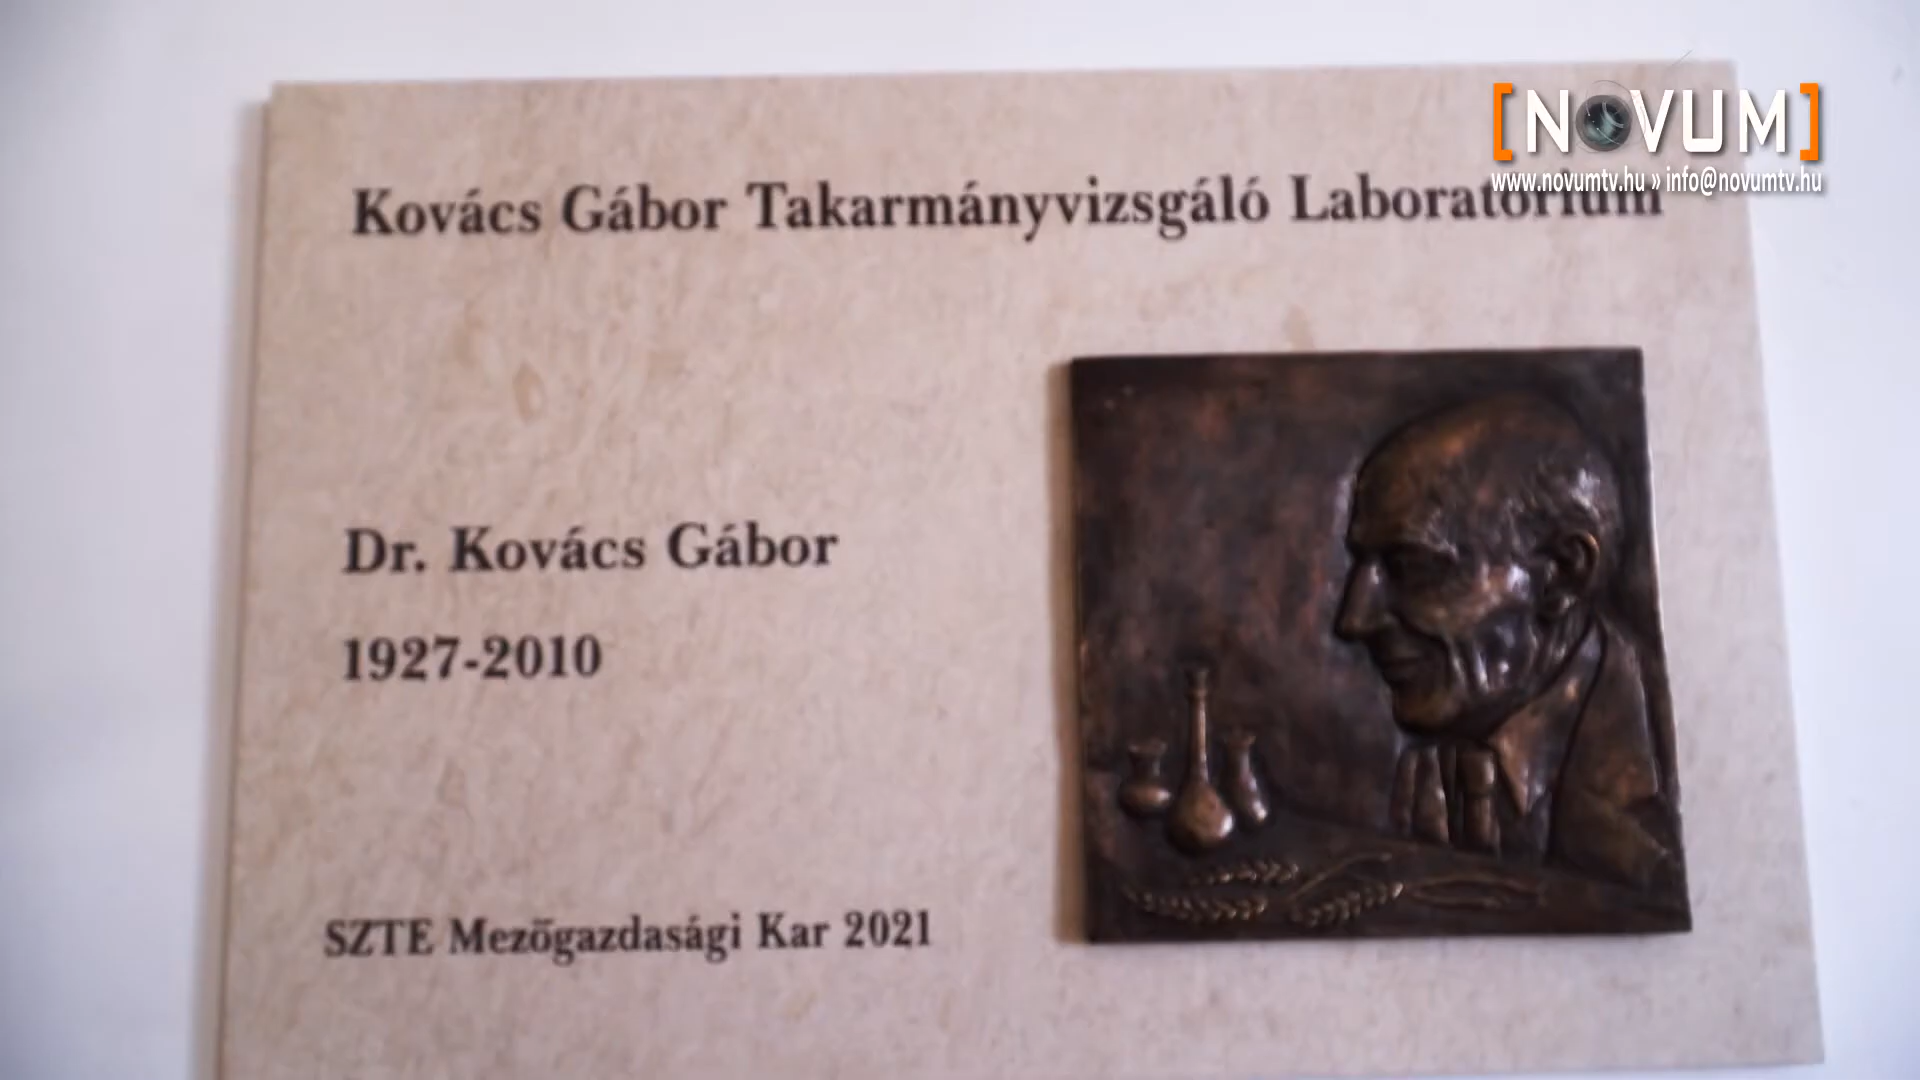 [NOVUM]
www.novumtv.hu » info@novumtv.hu
Kovács Gábor Takarmányvizsgáló Laboratórium
Dr. Kovács Gábor
1927-2010
SZTE Mezőgazdasági Kar 2021